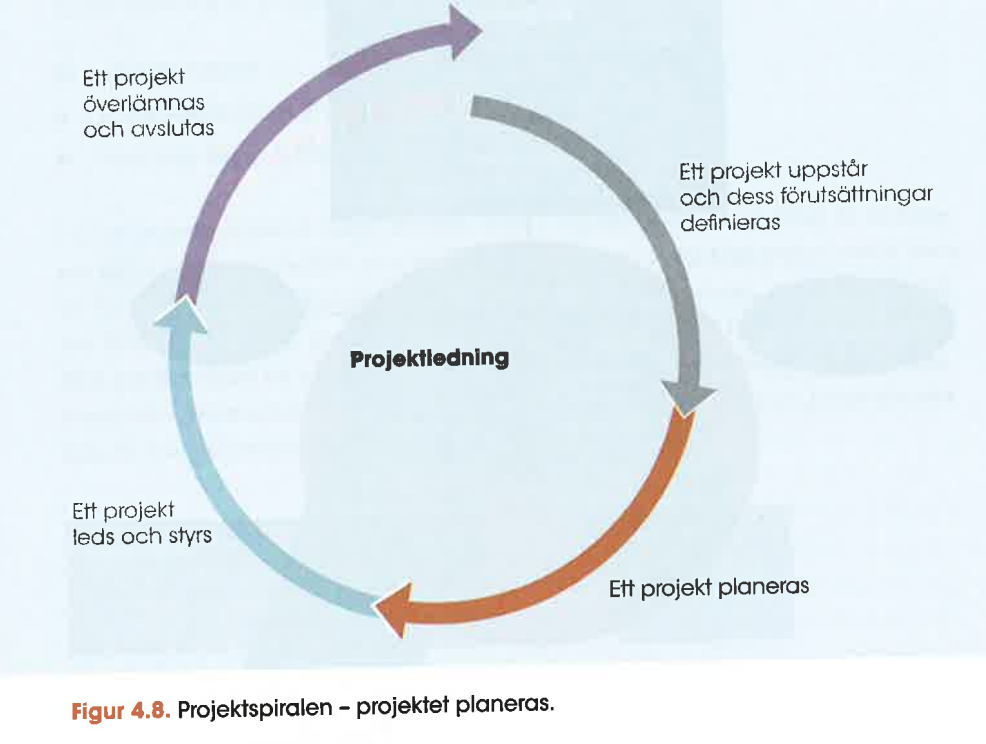 Ett projekt
överlämnas
och avslutas
Ett projekt uppstår
och dess förutsättningar
definieras
Projektledning
Ett projekt
leds och styrs
Ett projekt planeras
Figur 4.8. Projektspiralen – projektet planeras.